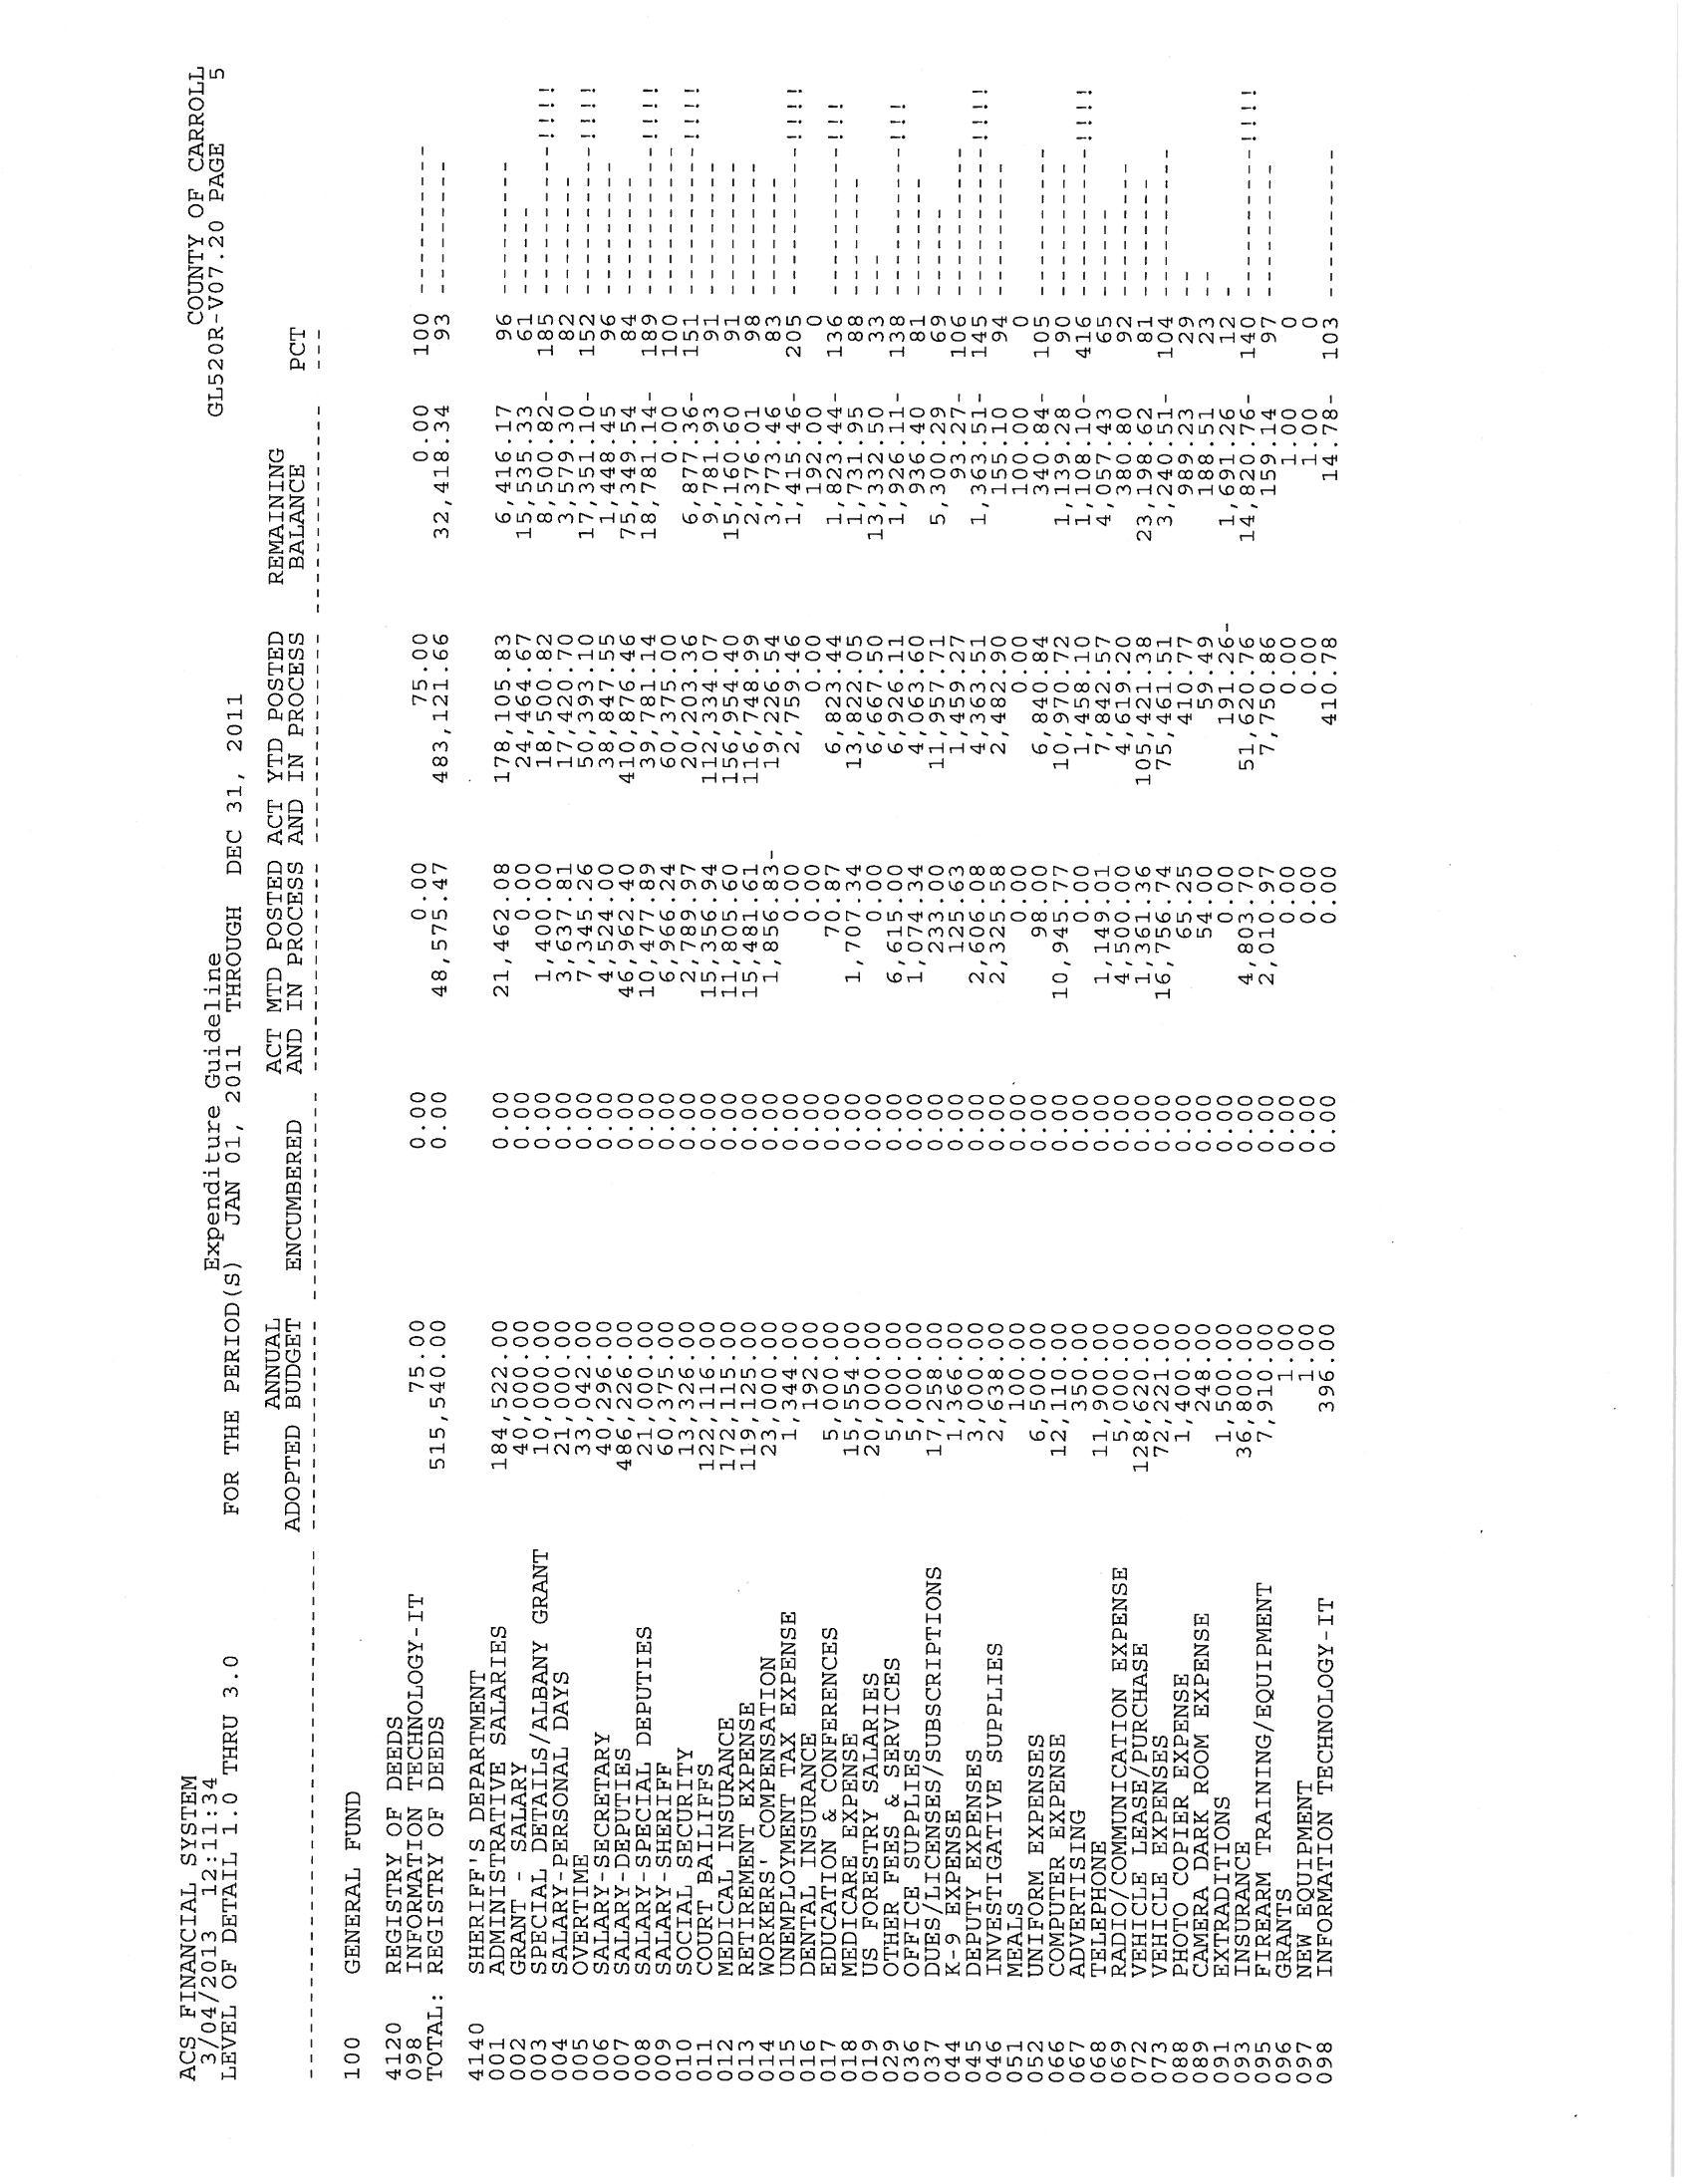 ACS FINANCIAL SYSTEM COUNTY OF CARROLL
3/04/2013 12:11:34 Expenditure Guideline GL520R-V07.20 PAGE 5
LEVEL OF DETAIL 1.0 THRU 3.0 FOR THE PERIOD(S) JAN 01, 2011 THROUGH DEC 31, 2011
ANNUAL ACT MTD POSTED ACT YTD POSTED REMAINING
ADOPTED BUDGET ENCUMBERED AND IN PROCESS AND IN PROCESS BALANCE PCT
100 GENERAL FUND
4120 REGISTRY OF DEEDS
098 INFORMATION TECHNOLOGY-IT 75.00 0.00 0.00 75.00 0.00 100 ----------
TOTAL: REGISTRY OF DEEDS 515,540.00 0.00 48,575.47 483,121.66 32,418.34 93 ---------
4140 SHERIFF'S DEPARTMENT
001 ADMINISTRATIVE SALARIES 184,522.00 0.00 21,462.08 178,105.83 6,416.17 96 ---------
002 GRANT - SALARY 40,000.00 0.00 0.00 24,464.67 15,535.33 61 ------
003 SPECIAL DETAILS/ALBANY GRANT 10,000.00 0.00 1,400.00 18,500.82 8,500.82- 185 ----------!!!!
004 SALARY-PERSONAL DAYS 21,000.00 0.00 3,637.81 17,420.70 3,579.30 82 --------
005 OVERTIME 33,042.00 0.00 7,345.26 50,393.10 17,351.10- 152 ----------!!!!
006 SALARY-SECRETARY 40,296.00 0.00 4,524.00 38,847.55 1,448.45 96 ---------
007 SALARY-DEPUTIES 486,226.00 0.00 46,962.40 410,876.46 75,349.54 84 --------
008 SALARY-SPECIAL DEPUTIES 21,000.00 0.00 10,477.89 39,781.14 18,781.14- 189 ----------!!!!
009 SALARY-SHERIFF 60,375.00 0.00 6,966.24 60,375.00 0.00 100 ----------
010 SOCIAL SECURITY 13,326.00 0.00 2,789.97 20,203.36 6,877.36- 151 ----------!!!!
011 COURT BAILIFFS 122,116.00 0.00 15,356.94 112,334.07 9,781.93 91 ---------
012 MEDICAL INSURANCE 172,115.00 0.00 11,805.60 156,954.40 15,160.60 91 ---------
013 RETIREMENT EXPENSE 119,125.00 0.00 15,481.61 116,748.99 2,376.01 98 ---------
014 WORKERS' COMPENSATION 23,000.00 0.00 1,856.83- 19,226.54 3,773.46 83 --------
015 UNEMPLOYMENT TAX EXPENSE 1,344.00 0.00 0.00 2,759.46 1,415.46- 205 ----------!!!!
016 DENTAL INSURANCE 192.00 0.00 0.00 0.00 192.00 0
017 EDUCATION & CONFERENCES 5,000.00 0.00 70.87 6,823.44 1,823.44- 136 ----------!!!
018 MEDICARE EXPENSE 15,554.00 0.00 1,707.34 13,822.05 1,731.95 88 --------
019 US FORESTRY SALARIES 20,000.00 0.00 0.00 6,667.50 13,332.50 33 ---
029 OTHER FEES & SERVICES 5,000.00 0.00 6,615.00 6,926.11 1,926.11- 138 ----------!!!
036 OFFICE SUPPLIES 5,000.00 0.00 1,074.34 4,063.60 936.40 81 --------
037 DUES/LICENSES/SUBSCRIPTIONS 17,258.00 0.00 233.00 11,957.71 5,300.29 69 ------
044 K-9 EXPENSE 1,366.00 0.00 125.63 1,459.27 93.27- 106 ----------
045 DEPUTY EXPENSES 3,000.00 0.00 2,606.08 4,363.51 1,363.51- 145 ----------!!!!
046 INVESTIGATIVE SUPPLIES 2,638.00 0.00 2,325.58 2,482.90 155.10 94 ---------
051 MEALS 100.00 0.00 0.00 0.00 100.00 0
052 UNIFORM EXPENSES 6,500.00 0.00 98.00 6,840.84 340.84- 105 ----------
066 COMPUTER EXPENSE 12,110.00 0.00 10,945.77 10,970.72 1,139.28 90 ---------
067 ADVERTISING 350.00 0.00 0.00 1,458.10 1,108.10- 416 ----------!!!!
068 TELEPHONE 11,900.00 0.00 1,149.01 7,842.57 4,057.43 65 ------
069 RADIO/COMMUNICATION EXPENSE 5,000.00 0.00 4,500.00 4,619.20 380.80 92 ---------
072 VEHICLE LEASE/PURCHASE 128,620.00 0.00 1,361.36 105,421.38 23,198.62 81 --------
073 VEHICLE EXPENSES 72,221.00 0.00 16,756.74 75,461.51 3,240.51- 104 ----------
088 PHOTO COPIER EXPENSE 1,400.00 0.00 65.25 410.77 989.23 29 --
089 CAMERA DARK ROOM EXPENSE 248.00 0.00 54.00 59.49 188.51 23 --
091 EXTRADITIONS 1,500.00 0.00 0.00 191.26- 1,691.26 12 -
093 INSURANCE 36,800.00 0.00 4,803.70 51,620.76 14,820.76- 140 ----------!!!!
095 FIREARM TRAINING/EQUIPMENT 7,910.00 0.00 2,010.97 7,750.86 159.14 97 ---------
096 GRANTS 1.00 0.00 0.00 0.00 1.00 0
097 NEW EQUIPMENT 1.00 0.00 0.00 0.00 1.00 0
098 INFORMATION TECHNOLOGY-IT 396.00 0.00 0.00 410.78 14.78- 103 ----------